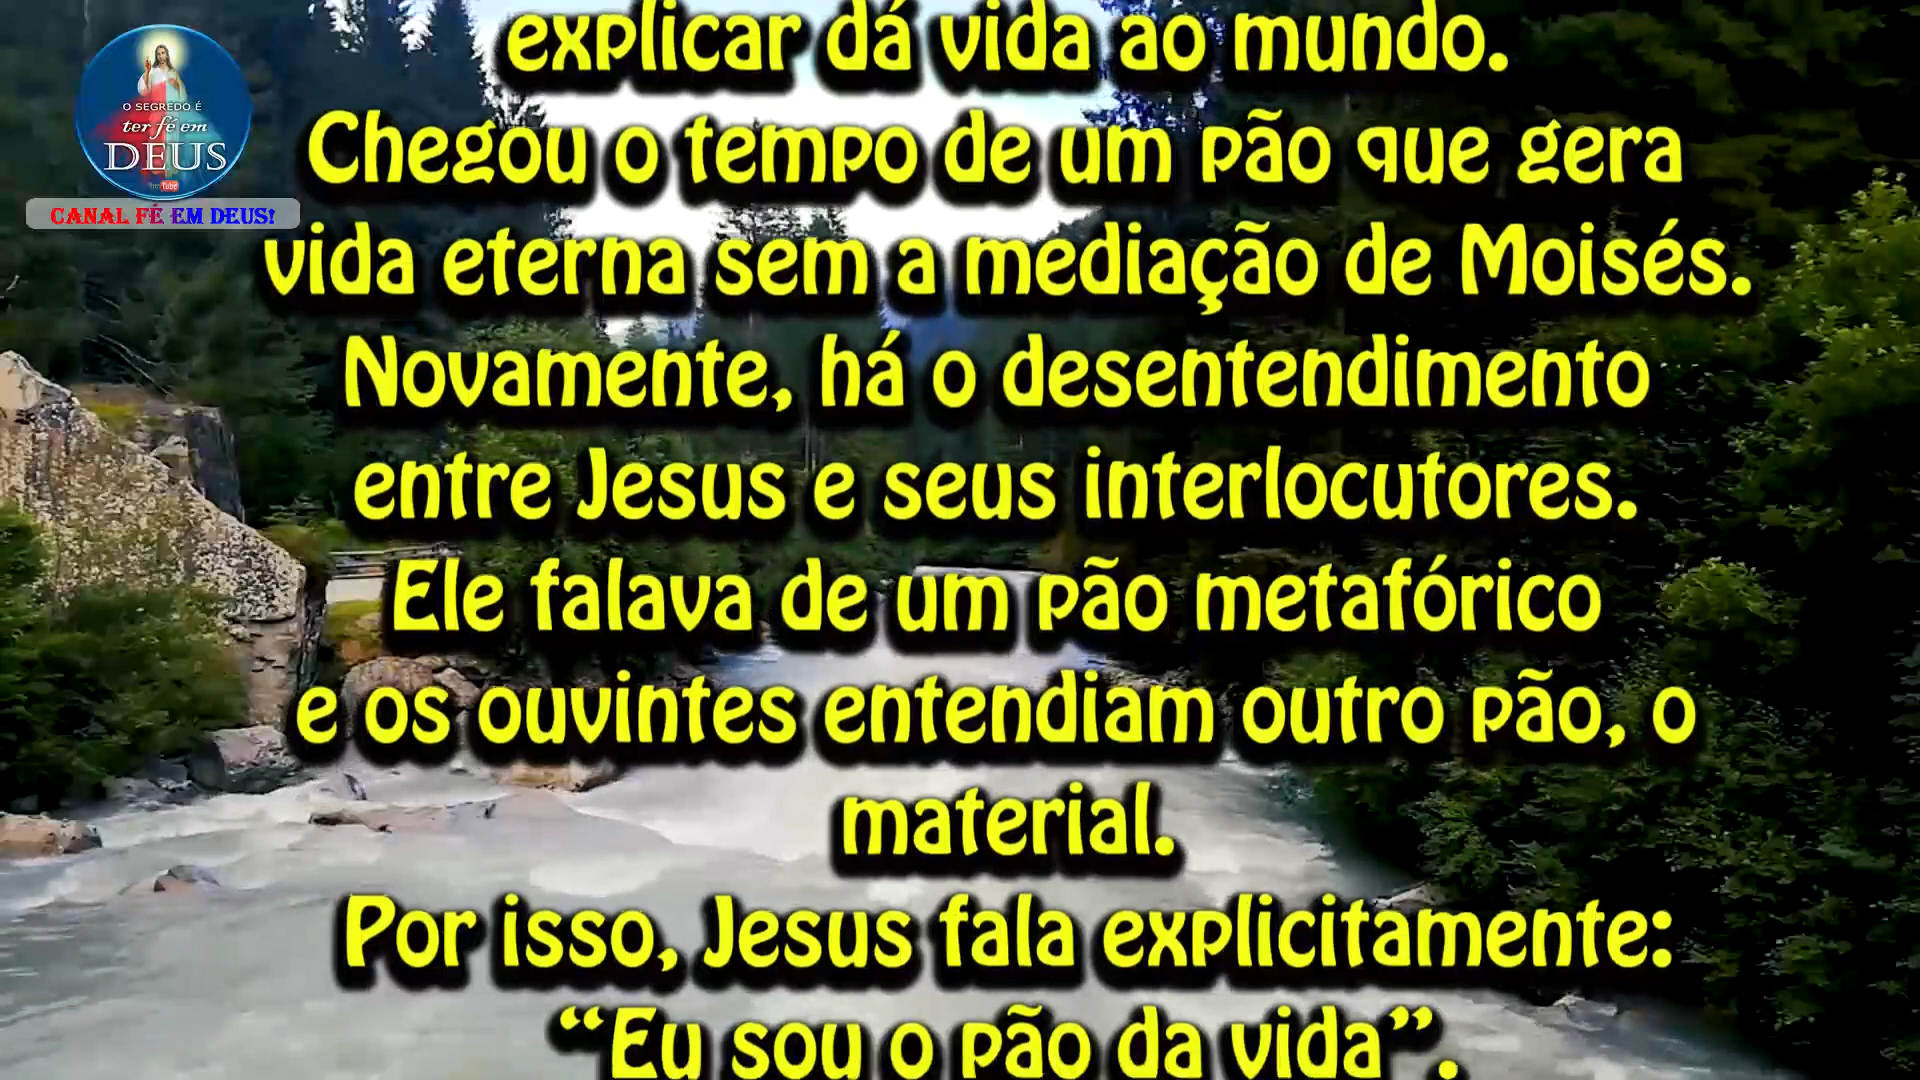 explicar dá vida ao mundo.
Chegou o tempo de um pão que gera
vida eterna sem a mediação de Moisés.
Novamente, há o desentendimento
entre Jesus e seus interlocutores.
Ele falava de um pão metafórico
e os ouvintes entendiam outro pão, o
material.
Por isso, Jesus fala explicitamente:
“Eu sou o pão da vida”.
O SEGREDO É
ter fé em
DEUS
YouTube
CANAL FÉ EM DEUS!